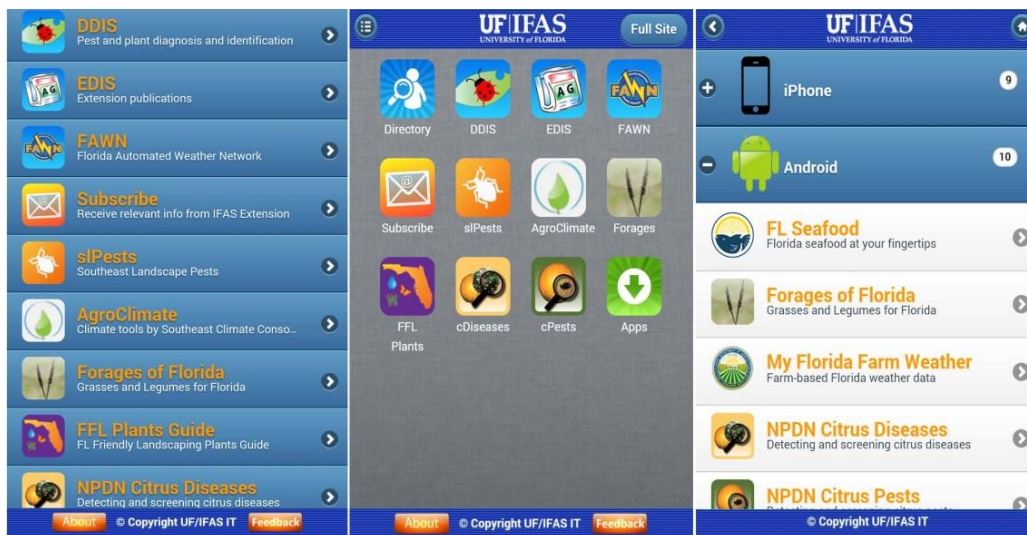 DDIS
Pest and plant diagnosis and identification
EDIS
Extension publications
FAWN
Florida Automated Weather Network
Subscribe
Receive relevant info from IFAS Extension
slPests
Southeast Landscape Pests
AgroClimate
Climate tools by Southeast Climate Conso...
Forages of Florida
Grasses and Legumes for Florida
FFL Plants Guide
FL Friendly Landscaping Plants Guide
NPDN Citrus Diseases
Detecting and screening citrus diseases
About © Copyright UF/IFAS IT Feedback
UF|IFAS
UNIVERSITY of FLORIDA
Full Site
AG
FAWN
Directory DDIS EDIS FAWN
Subscribe slPests AgroClimate Forages
FFL Plants
cDiseases cPests Apps
About © Copyright UF/IFAS IT Feedback
UF|IFAS
UNIVERSITY of FLORIDA
iPhone 9
Android 10
FL Seafood
Florida seafood at your fingertips
Forages of Florida
Grasses and Legumes for Florida
My Florida Farm Weather
Farm-based Florida weather data
NPDN Citrus Diseases
Detecting and screening citrus diseases
NPDN Citrus Pests
© Copyright UF/IFAS IT